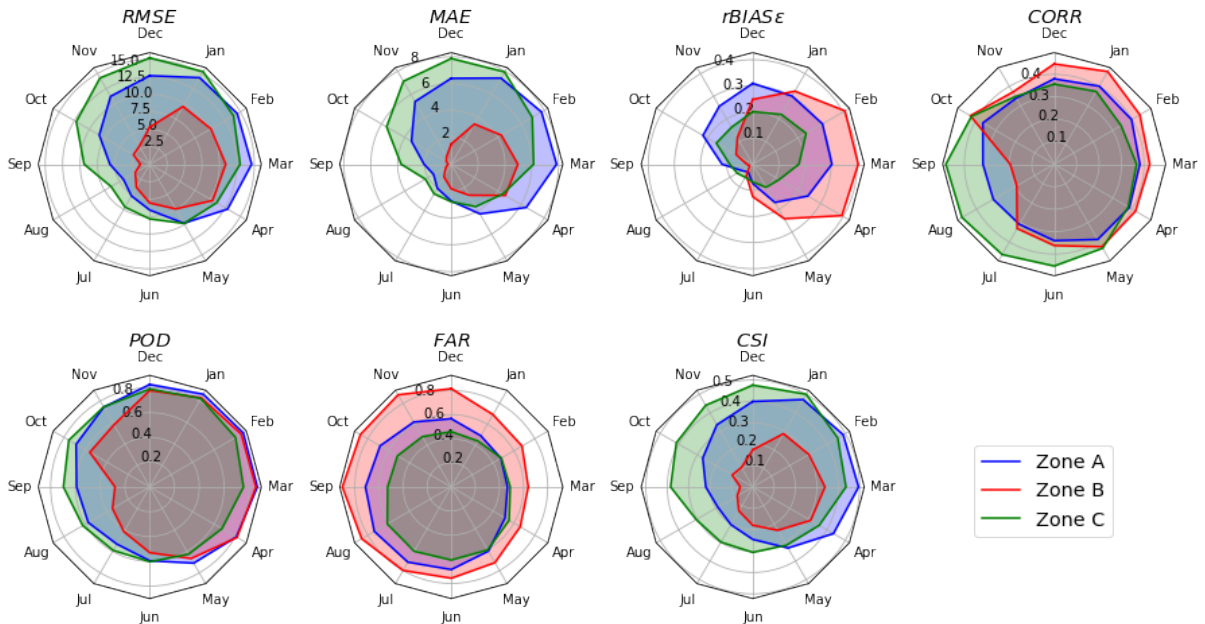 RMSE
Dec
Jan
Feb
Mar
Apr
May
Jun
Jul
Aug
Sep
Oct
Nov
15.0
12.5
10.0
7.5
5.0
2.5
MAE
Dec
Jan
Feb
Mar
Apr
May
Jun
Jul
Aug
Sep
Oct
Nov
8
6
4
2
rBIASε
Dec
Jan
Feb
Mar
Apr
May
Jun
Jul
Aug
Sep
Oct
Nov
0.4
0.3
0.2
0.1
CORR
Dec
Jan
Feb
Mar
Apr
May
Jun
Jul
Aug
Sep
Oct
Nov
0.4
0.3
0.2
0.1
POD
Dec
Jan
Feb
Mar
Apr
May
Jun
Jul
Aug
Sep
Oct
Nov
0.8
0.6
0.4
0.2
FAR
Dec
Jan
Feb
Mar
Apr
May
Jun
Jul
Aug
Sep
Oct
Nov
0.8
0.6
0.4
0.2
CSI
Dec
Jan
Feb
Mar
Apr
May
Jun
Jul
Aug
Sep
Oct
Nov
0.5
0.4
0.3
0.2
0.1
Zone A
Zone B
Zone C